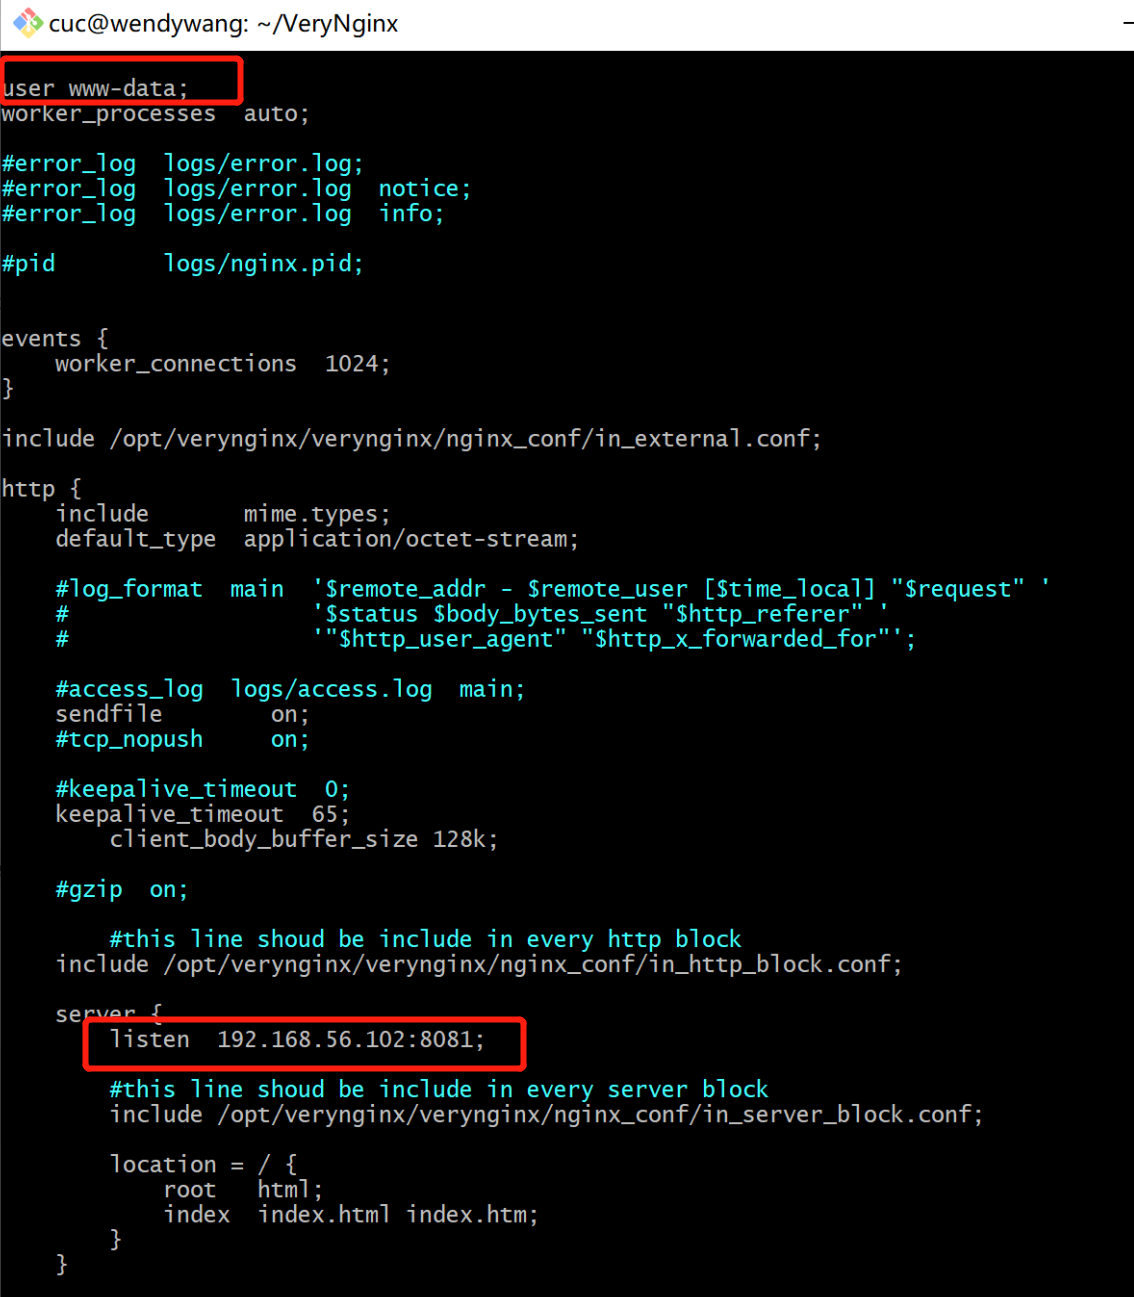 cuc@wendywang: ~/VeryNginx
user www-data;
worker_processes  auto;
#error_log  logs/error.log;
#error_log  logs/error.log  notice;
#error_log  logs/error.log  info;
#pid        logs/nginx.pid;
events {
    worker_connections  1024;
}
include /opt/verynginx/verynginx/nginx_conf/in_external.conf;
http {
    include       mime.types;
    default_type  application/octet-stream;
    #log_format  main  '$remote_addr - $remote_user [$time_local] "$request" '
    #                  '$status $body_bytes_sent "$http_referer" '
    #                  '"$http_user_agent" "$http_x_forwarded_for"';
    #access_log  logs/access.log  main;
    sendfile        on;
    #tcp_nopush     on;
    #keepalive_timeout  0;
    keepalive_timeout  65;
        client_body_buffer_size 128k;
    #gzip  on;
        #this line shoud be include in every http block
    include /opt/verynginx/verynginx/nginx_conf/in_http_block.conf;
    server {
        listen  192.168.56.102:8081;
        #this line shoud be include in every server block
        include /opt/verynginx/verynginx/nginx_conf/in_server_block.conf;
        location = / {
            root   html;
            index  index.html index.htm;
        }
    }